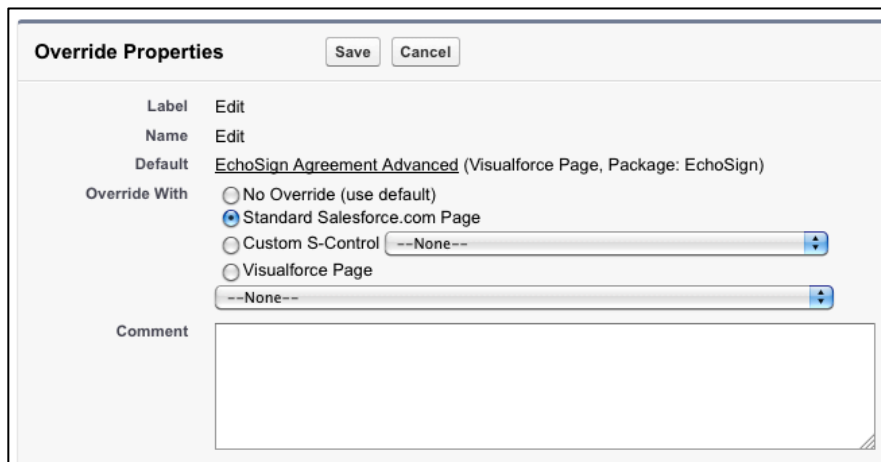 Override Properties Save Cancel
Label Edit
Name Edit
Default EchoSign Agreement Advanced (Visualforce Page, Package: EchoSign)
Override With No Override (use default)
Standard Salesforce.com Page
Custom S-Control --None--
Visualforce Page
--None--
Comment